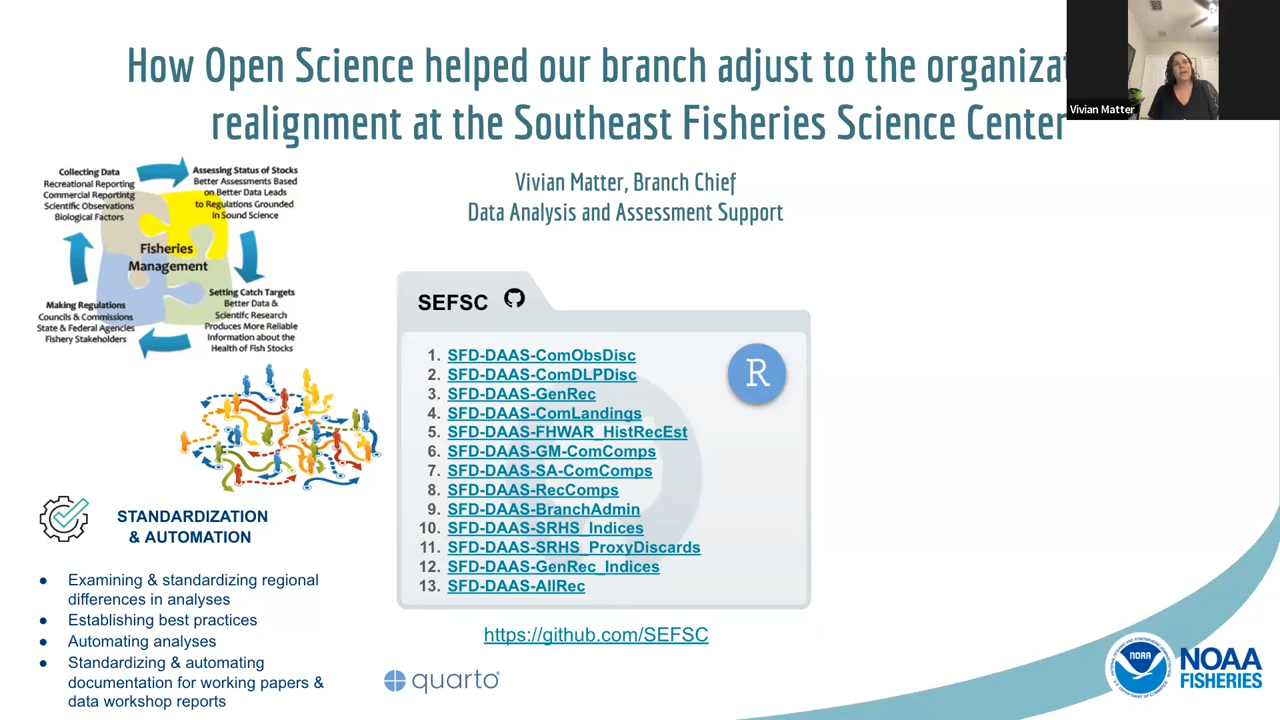 How Open Science helped our branch adjust to the organizat
realignment at the Southeast Fisheries Science Center
Vivian Matter
Vivian Matter, Branch Chief
Data Analysis and Assessment Support
Collecting Data
Recreational Reporting
Commercial Reportintg
Scientific Observations
Biological Factors
Assessing Status of Stocks
Better Assessments Based
on Better Data Leads
to Regulations Grounded
in Sound Science
Fisheries
Management
Making Regulations
Councils & Commissions
State & Federal Agencies
Fishery Stakeholders
Setting Catch Targets
Better Data &
Scientifc Research
Produces More Reliable
Information about the
Health of Fish Stocks
STANDARDIZATION
& AUTOMATION
● Examining & standardizing regional
differences in analyses
● Establishing best practices
● Automating analyses
● Standardizing & automating
documentation for working papers &
data workshop reports
SEFSC
R
1. SFD-DAAS-ComObsDisc
2. SFD-DAAS-ComDLPDisc
3. SFD-DAAS-GenRec
4. SFD-DAAS-ComLandings
5. SFD-DAAS-FHWAR_HistRecEst
6. SFD-DAAS-GM-ComComps
7. SFD-DAAS-SA-ComComps
8. SFD-DAAS-RecComps
9. SFD-DAAS-BranchAdmin
10. SFD-DAAS-SRHS_Indices
11. SFD-DAAS-SRHS_ProxyDiscards
12. SFD-DAAS-GenRec_Indices
13. SFD-DAAS-AllRec
https://github.com/SEFSC
quarto
NOAA
NOAA
FISHERIES